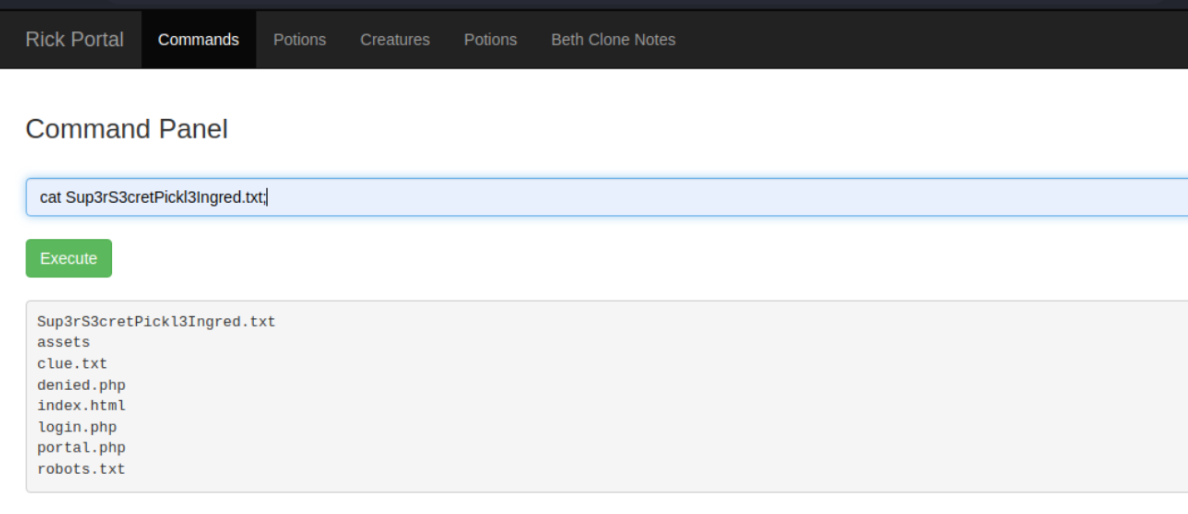 Rick Portal Commands Potions Creatures Potions Beth Clone Notes
Command Panel
cat Sup3rS3cretPickl3Ingred.txt;
Execute
Sup3rS3cretPickl3Ingred.txt
assets
clue.txt
denied.php
index.html
login.php
portal.php
robots.txt